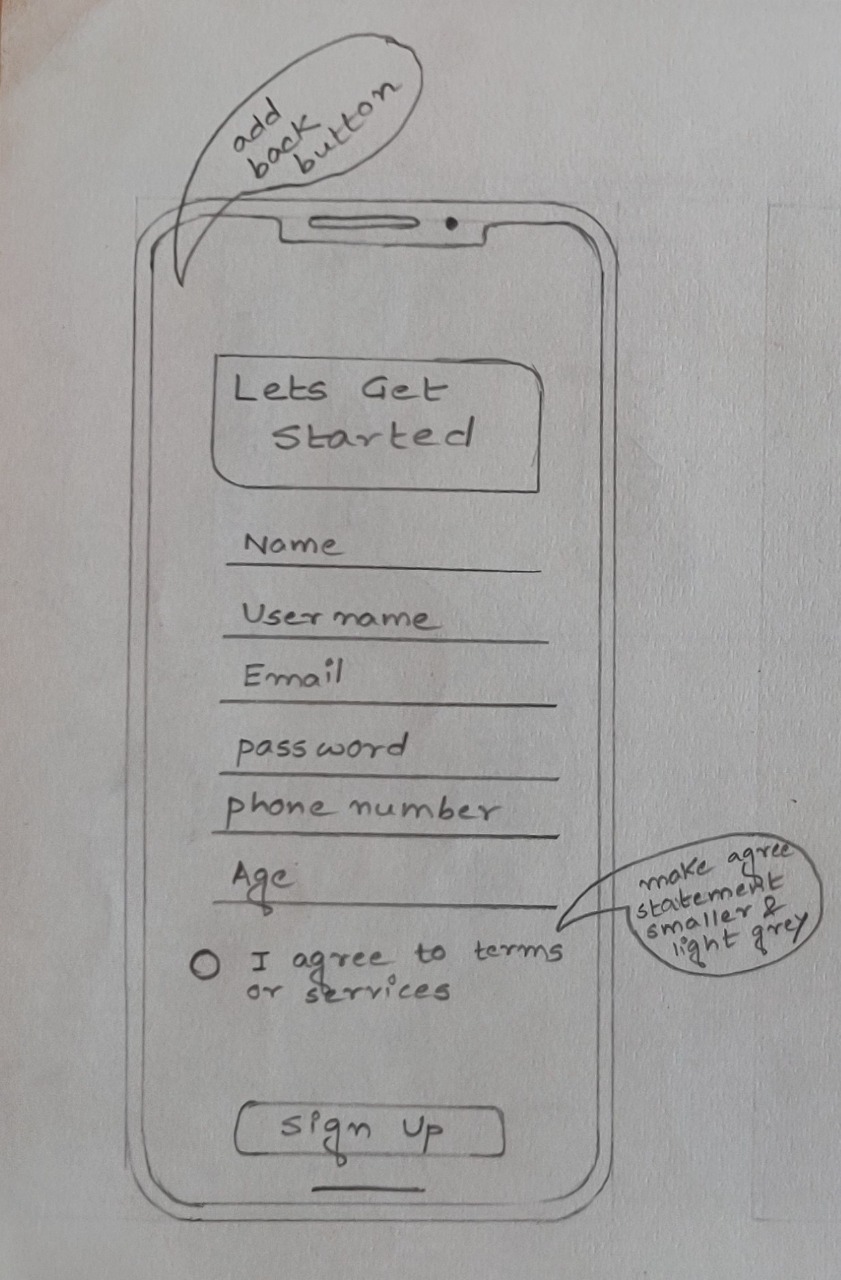 add
back
button
Lets Get
Started
Name
User name
Email
password
phone number
Age
make agree
statement
smaller &
light grey
I agree to terms
or services
Sign Up